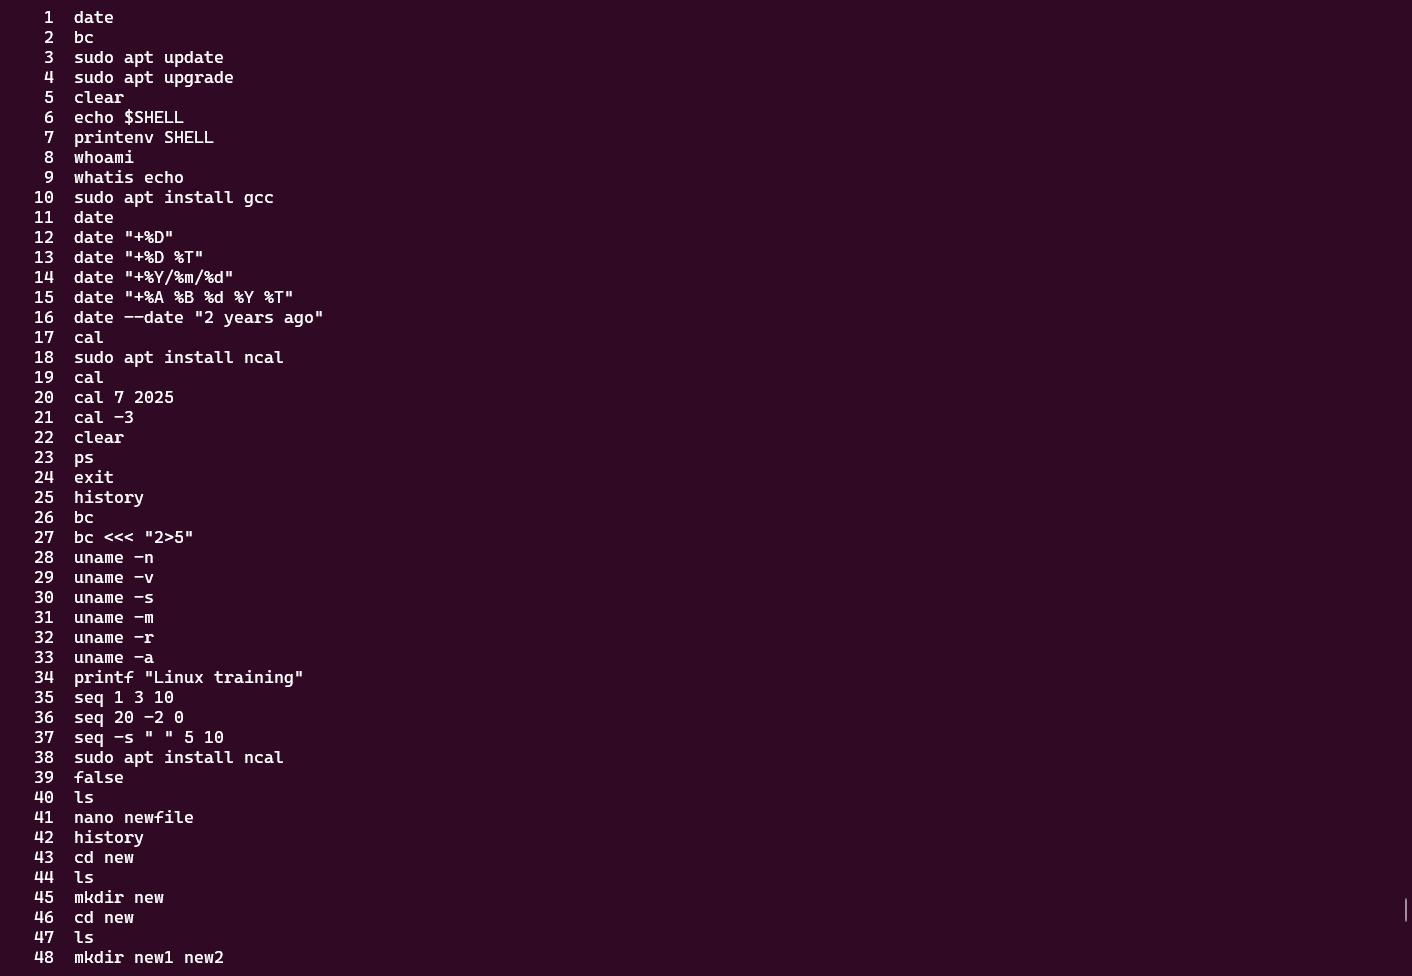 1 date
2 bc
3 sudo apt update
4 sudo apt upgrade
5 clear
6 echo $SHELL
7 printenv SHELL
8 whoami
9 whatis echo
10 sudo apt install gcc
11 date
12 date "+%D"
13 date "+%D %T"
14 date "+%Y/%m/%d"
15 date "+%A %B %d %Y %T"
16 date --date "2 years ago"
17 cal
18 sudo apt install ncal
19 cal
20 cal 7 2025
21 cal -3
22 clear
23 ps
24 exit
25 history
26 bc
27 bc <<< "2>5"
28 uname -n
29 uname -v
30 uname -s
31 uname -m
32 uname -r
33 uname -a
34 printf "Linux training"
35 seq 1 3 10
36 seq 20 -2 0
37 seq -s " " 5 10
38 sudo apt install ncal
39 false
40 ls
41 nano newfile
42 history
43 cd new
44 ls
45 mkdir new
46 cd new
47 ls
48 mkdir new1 new2